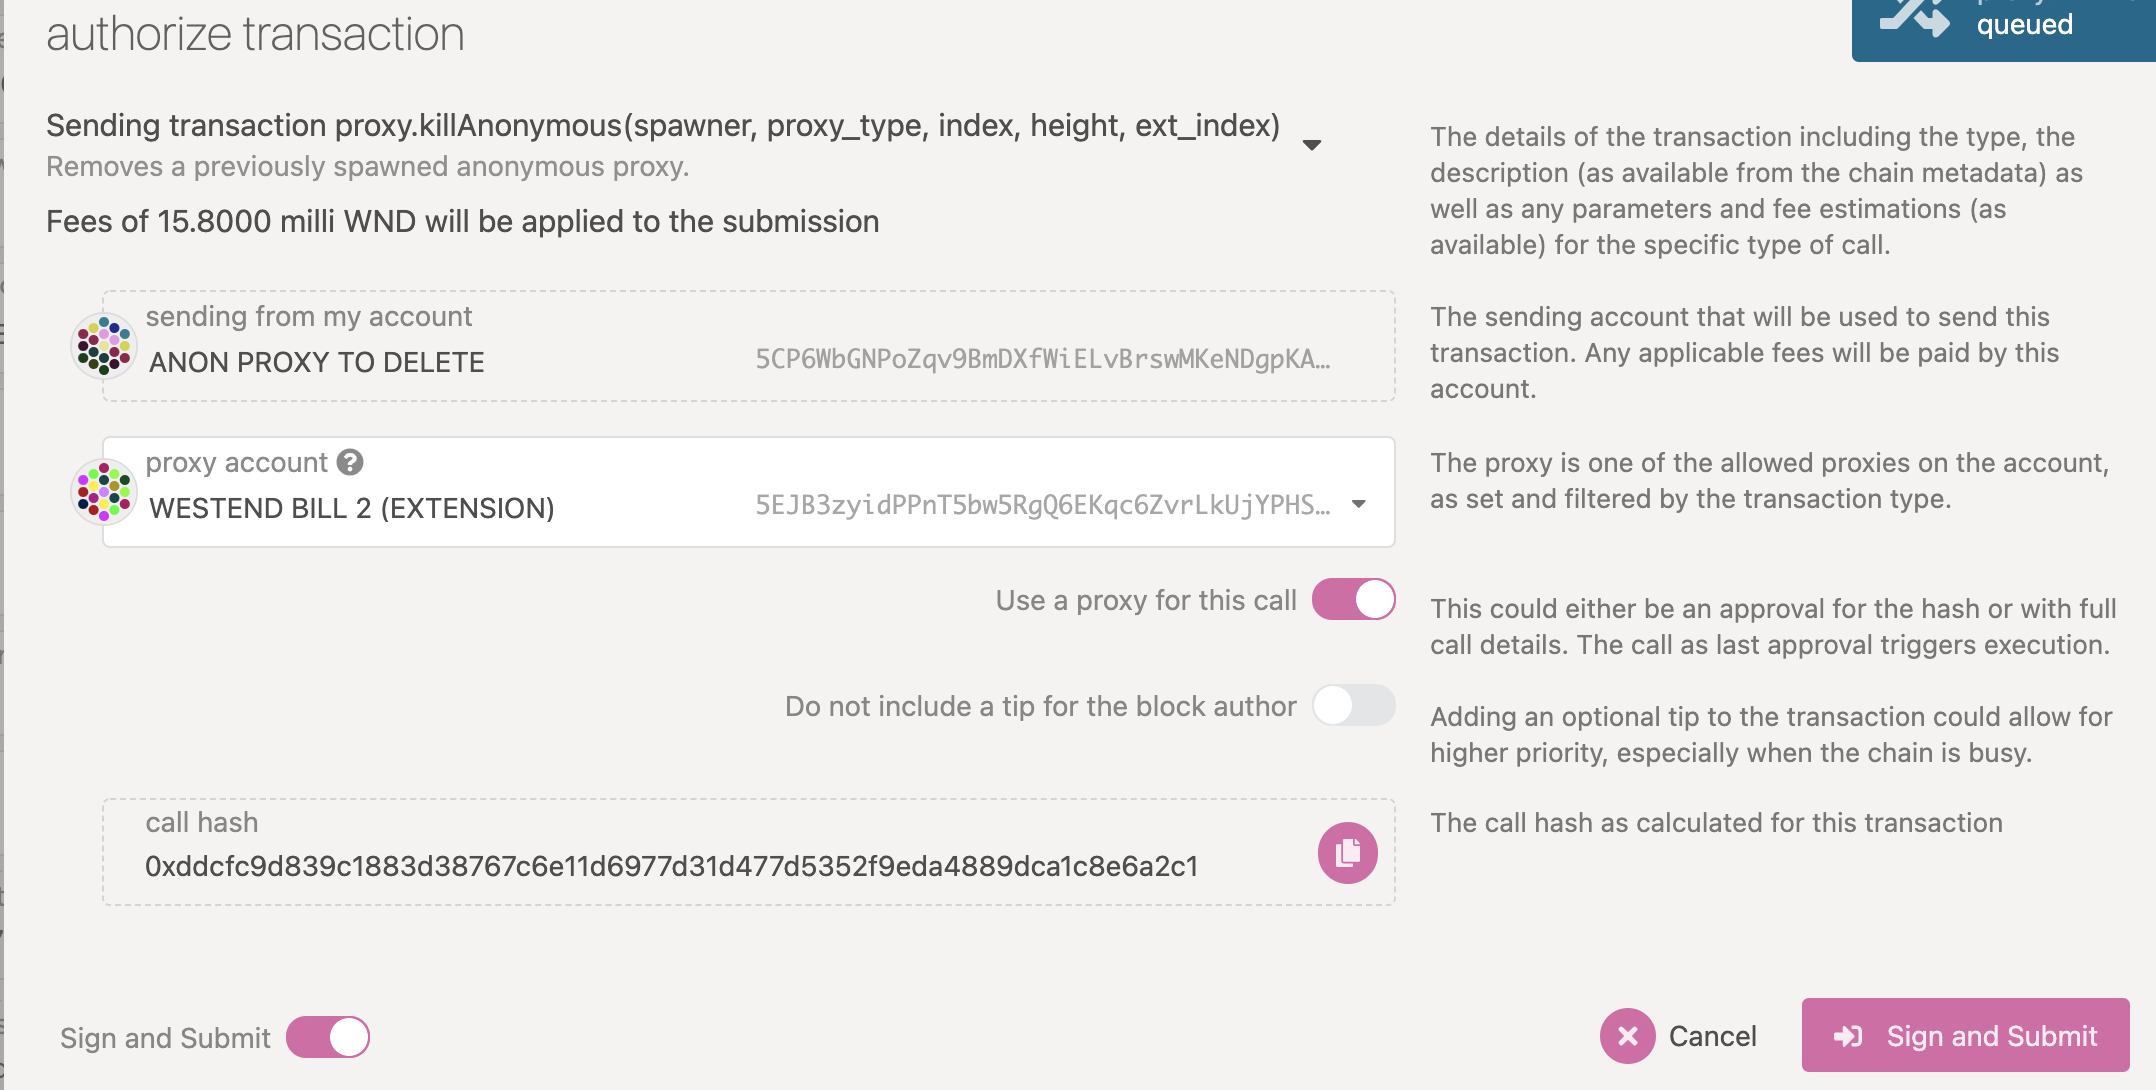 authorize transaction
queued
Sending transaction proxy.killAnonymous(spawner, proxy_type, index, height, ext_index)
Removes a previously spawned anonymous proxy.
Fees of 15.8000 milli WND will be applied to the submission
The details of the transaction including the type, the
description (as available from the chain metadata) as
well as any parameters and fee estimations (as
available) for the specific type of call.
sending from my account
ANON PROXY TO DELETE
5CP6WbGNPoZqv9BmDXfWiELvBrswMKeNDgpKA…
The sending account that will be used to send this
transaction. Any applicable fees will be paid by this
account.
proxy account
WESTEND BILL 2 (EXTENSION)
5EJB3zyidPPnT5bw5RgQ6EKqc6ZvrLkUjYPHS…
The proxy is one of the allowed proxies on the account,
as set and filtered by the transaction type.
Use a proxy for this call
This could either be an approval for the hash or with full
call details. The call as last approval triggers execution.
Do not include a tip for the block author
Adding an optional tip to the transaction could allow for
higher priority, especially when the chain is busy.
call hash
0xddcfc9d839c1883d38767c6e11d6977d31d477d5352f9eda4889dca1c8e6a2c1
The call hash as calculated for this transaction
Sign and Submit
Cancel
Sign and Submit